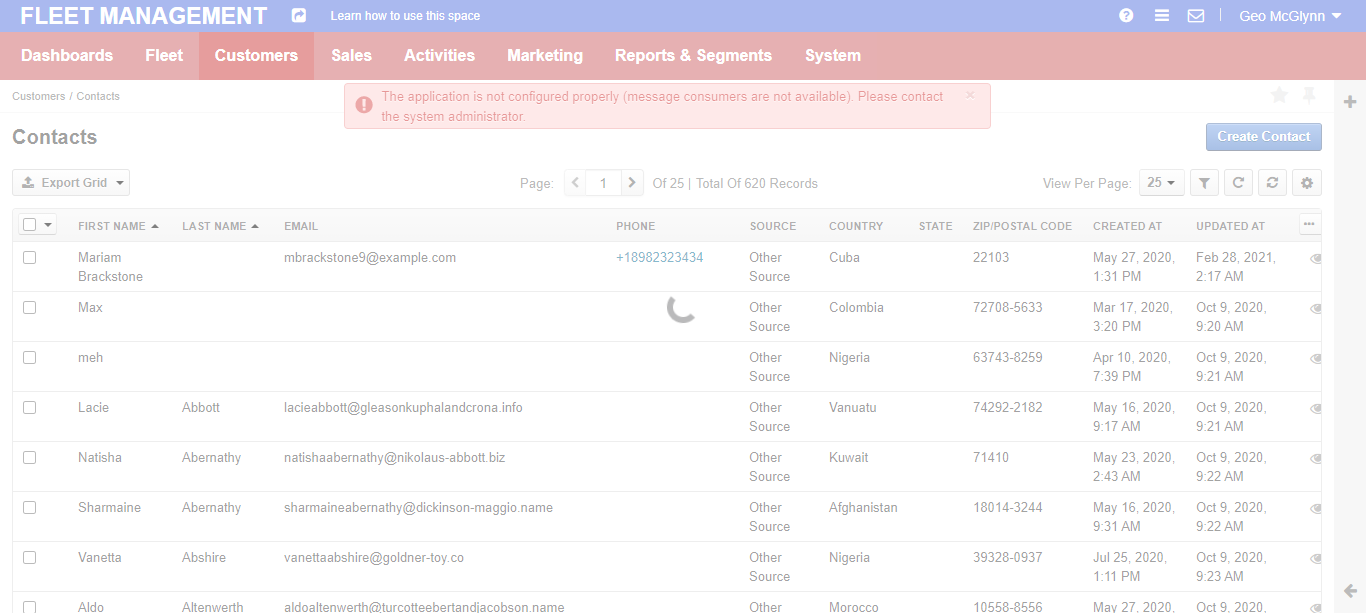 FLEET MANAGEMENT Learn how to use this space Geo McGlynn
Dashboards Fleet Customers Sales Activities Marketing Reports & Segments System
Customers / Contacts
The application is not configured properly (message consumers are not available). Please contact ×
the system administrator.
Contacts Create Contact
Export Grid Page: 1 Of 25 | Total Of 620 Records View Per Page: 25
FIRST NAME LAST NAME EMAIL PHONE SOURCE COUNTRY STATE ZIP/POSTAL CODE CREATED AT UPDATED AT
Mariam mbrackstone9@example.com +18982323434 Other Cuba 22103 May 27, 2020, Feb 28, 2021,
Brackstone Source 1:31 PM 2:17 AM
Max Other Colombia 72708-5633 Mar 17, 2020, Oct 9, 2020,
Source 3:20 PM 9:20 AM
meh Other Nigeria 63743-8259 Apr 10, 2020, Oct 9, 2020,
Source 7:39 PM 9:21 AM
Lacie Abbott lacieabbott@gleasonkuphalandcrona.info Other Vanuatu 74292-2182 May 16, 2020, Oct 9, 2020,
Source 9:17 AM 9:21 AM
Natisha Abernathy natishaabernathy@nikolaus-abbott.biz Other Kuwait 71410 May 23, 2020, Oct 9, 2020,
Source 2:43 AM 9:22 AM
Sharmaine Abernathy sharmaineabernathy@dickinson-maggio.name Other Afghanistan 18014-3244 May 16, 2020, Oct 9, 2020,
Source 9:31 AM 9:22 AM
Vanetta Abshire vanettaabshire@goldner-toy.co Other Nigeria 39328-0937 Jul 25, 2020, Oct 9, 2020,
Source 1:11 PM 9:23 AM
Aldo Altenwerth aldoaltenwerth@turcotteebertandjacobson.name Other Morocco 10558-8556 May 27, 2020, Oct 9, 2020,